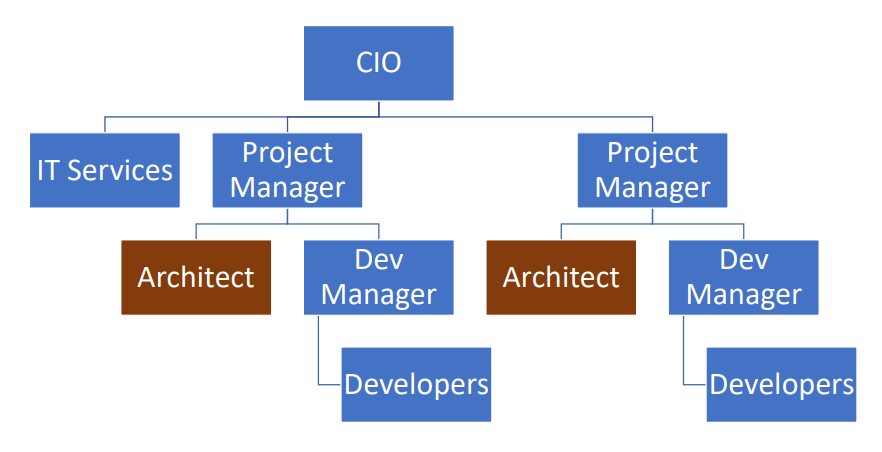 CIO
IT Services
Project
Manager
Project
Manager
Architect
Dev
Manager
Architect
Dev
Manager
Developers
Developers